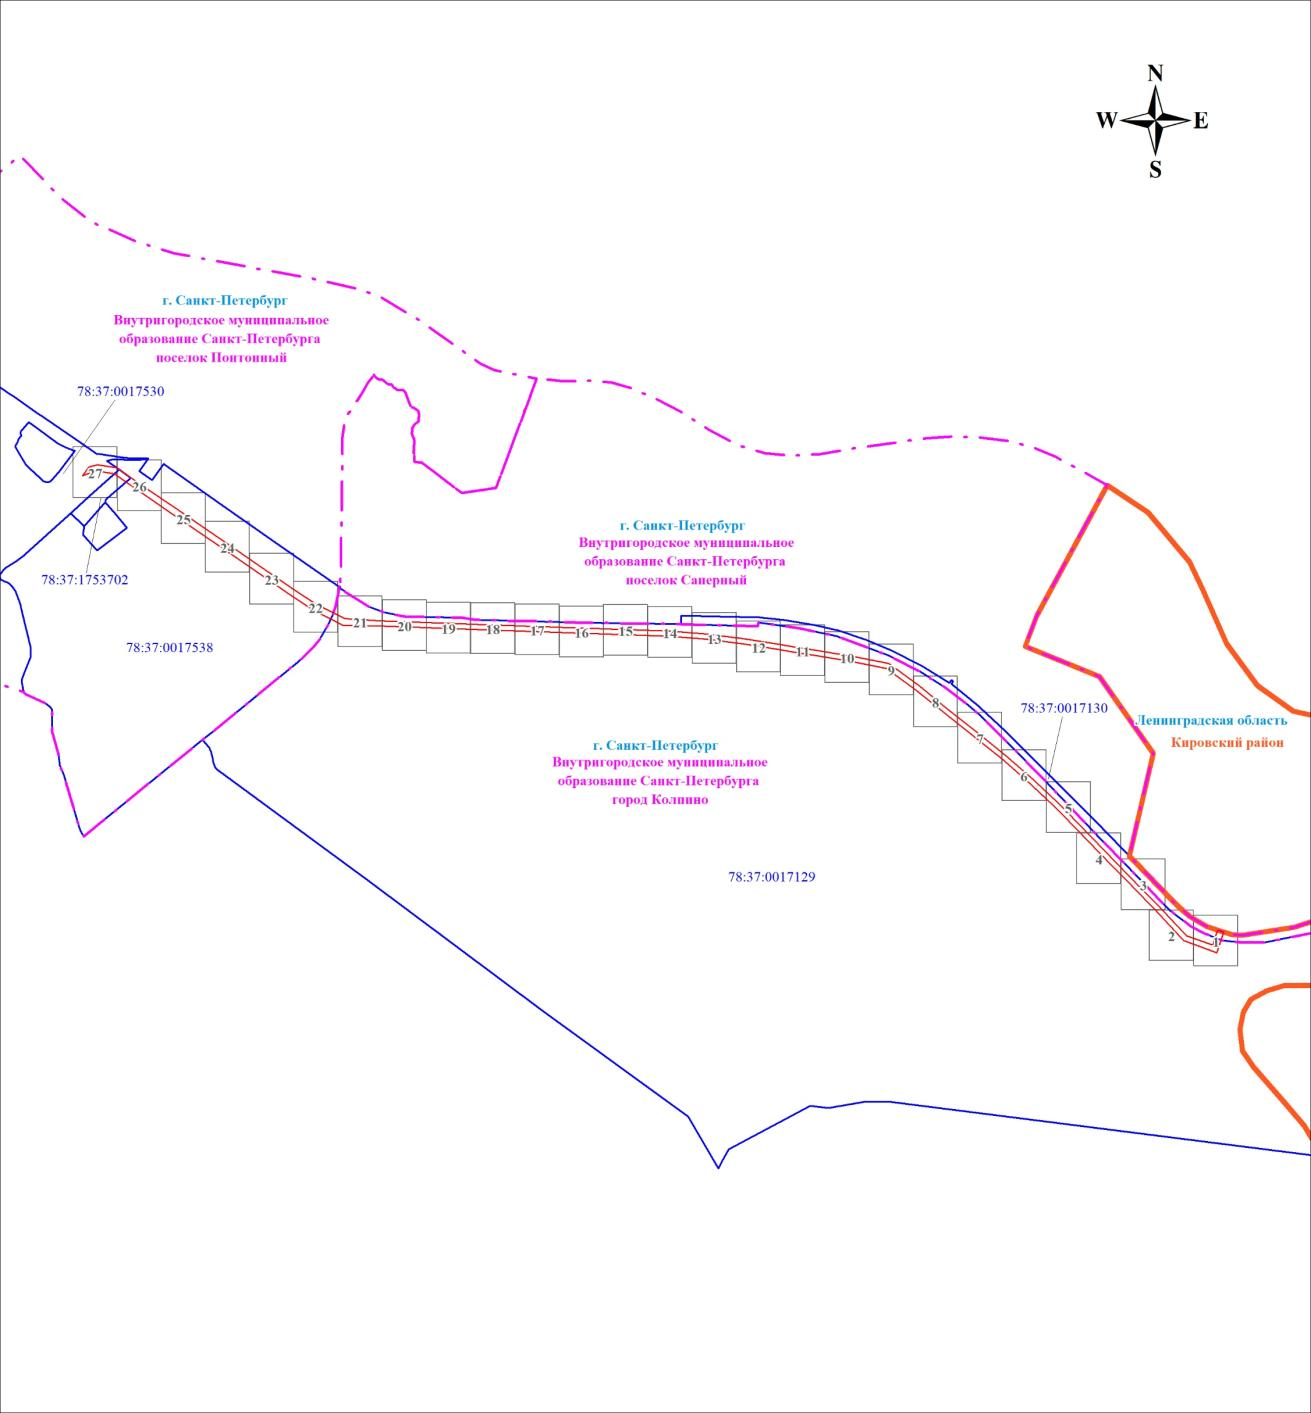 N
W E
S
г. Санкт-Петербург
Внутригородское муниципальное
образование Санкт-Петербурга
поселок Понтонный
78:37:0017530
27
26
25
24
23
22
78:37:1753702
78:37:0017538
г. Санкт-Петербург
Внутригородское муниципальное
образование Санкт-Петербурга
поселок Саперный
21
20
19
18
17
16
15
14
13
12
11
10
9
8
7
6
5
4
3
2
1
78:37:0017130
Ленинградская область
Кировский район
г. Санкт-Петербург
Внутригородское муниципальное
образование Санкт-Петербурга
город Колпино
78:37:0017129